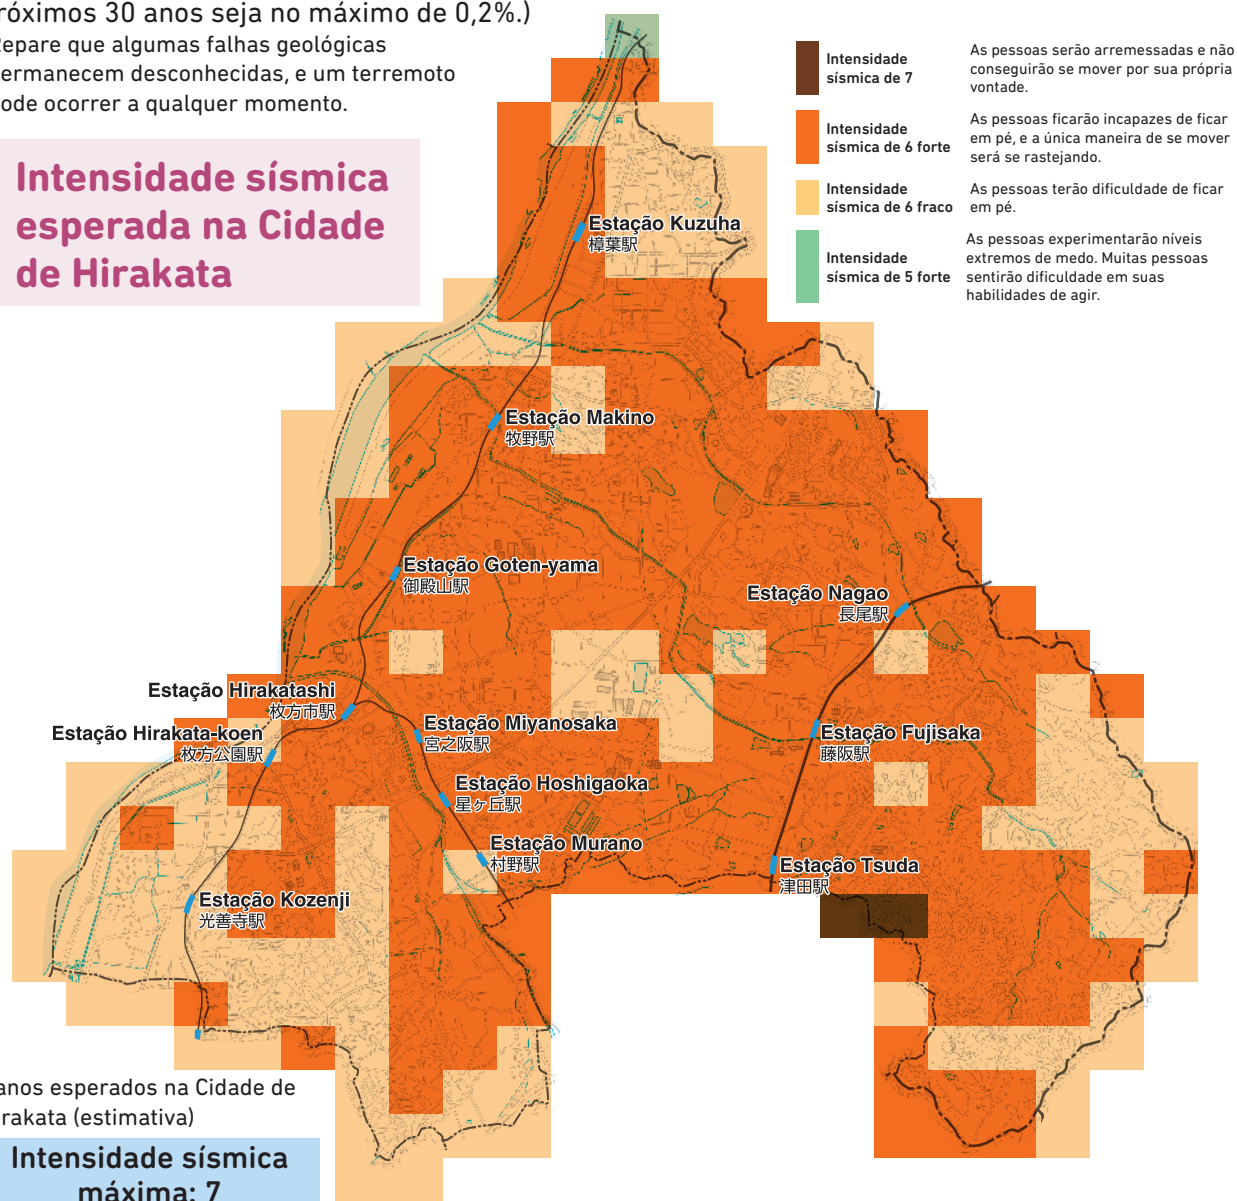 róximos 30 anos seja no máximo de 0,2%.)
Repare que algumas falhas geológicas
permanecem desconhecidas, e um terremoto
pode ocorrer a qualquer momento.
Intensidade sísmica
esperada na Cidade
de Hirakata
Intensidade
sísmica de 7
As pessoas serão arremessadas e não
conseguirão se mover por sua própria
vontade.
Intensidade
sísmica de 6 forte
As pessoas ficarão incapazes de ficar
em pé, e a única maneira de se mover
será se rastejando.
Intensidade
sísmica de 6 fraco
As pessoas terão dificuldade de ficar
em pé.
Intensidade
sísmica de 5 forte
As pessoas experimentarão níveis
extremos de medo. Muitas pessoas
sentirão dificuldade em suas
habilidades de agir.
Estação Kuzuha
樟葉駅
Estação Makino
牧野駅
Estação Goten-yama
御殿山駅
Estação Nagao
長尾駅
Estação Hirakatashi
枚方市駅
Estação Hirakata-koen
枚方公園駅
Estação Miyanosaka
宮之阪駅
Estação Fujisaka
藤阪駅
Estação Hoshigaoka
星ヶ丘駅
Estação Murano
村野駅
Estação Tsuda
津田駅
Estação Kozenji
光善寺駅
anos esperados na Cidade de
irakata (estimativa)
Intensidade sísmica
máxima: 7